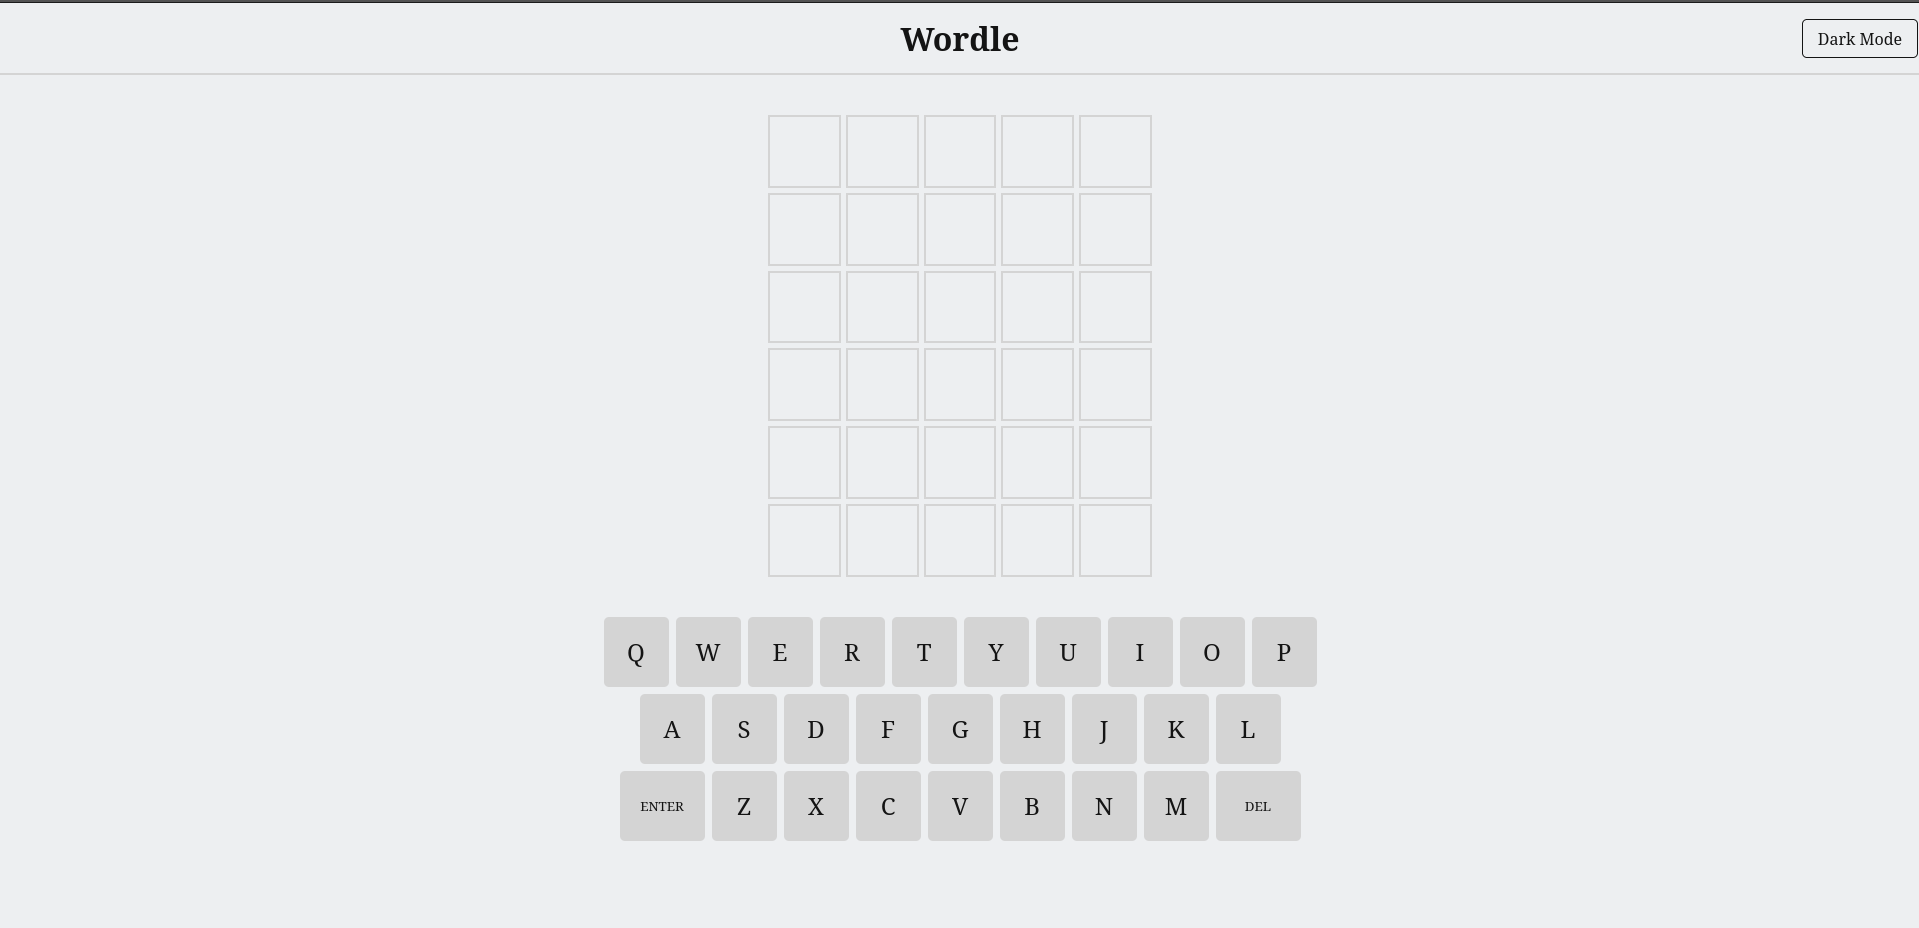 Wordle
Dark Mode
Q W E R T Y U I O P
A S D F G H J K L
ENTER Z X C V B N M DEL